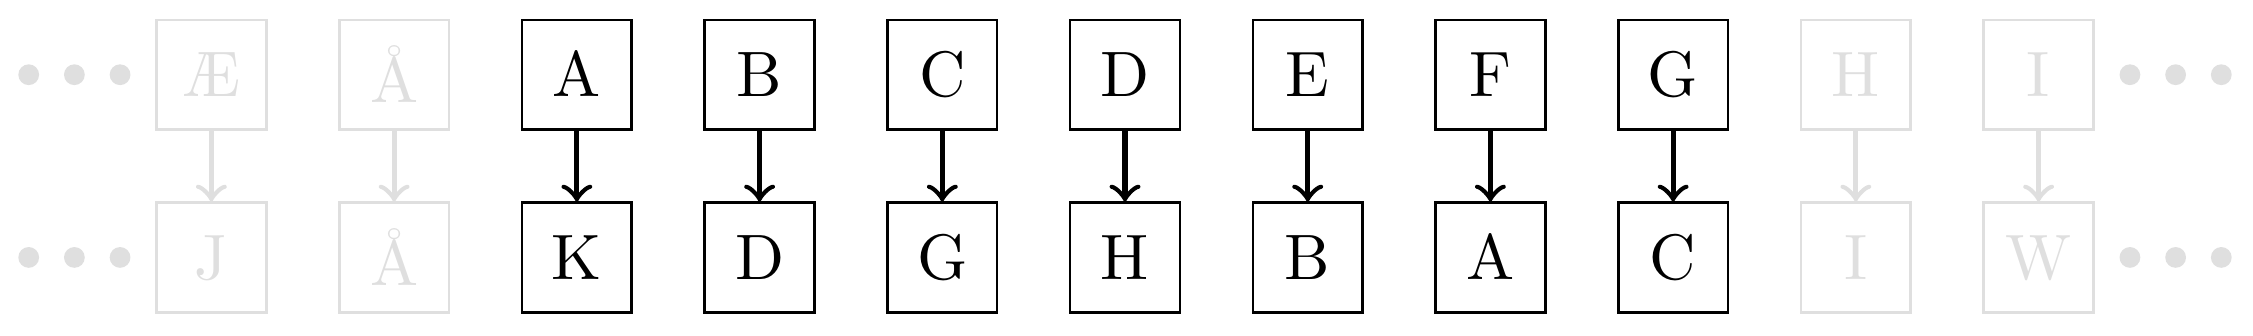 Æ Å A B C D E F G H I
J Å K D G H B A C I W